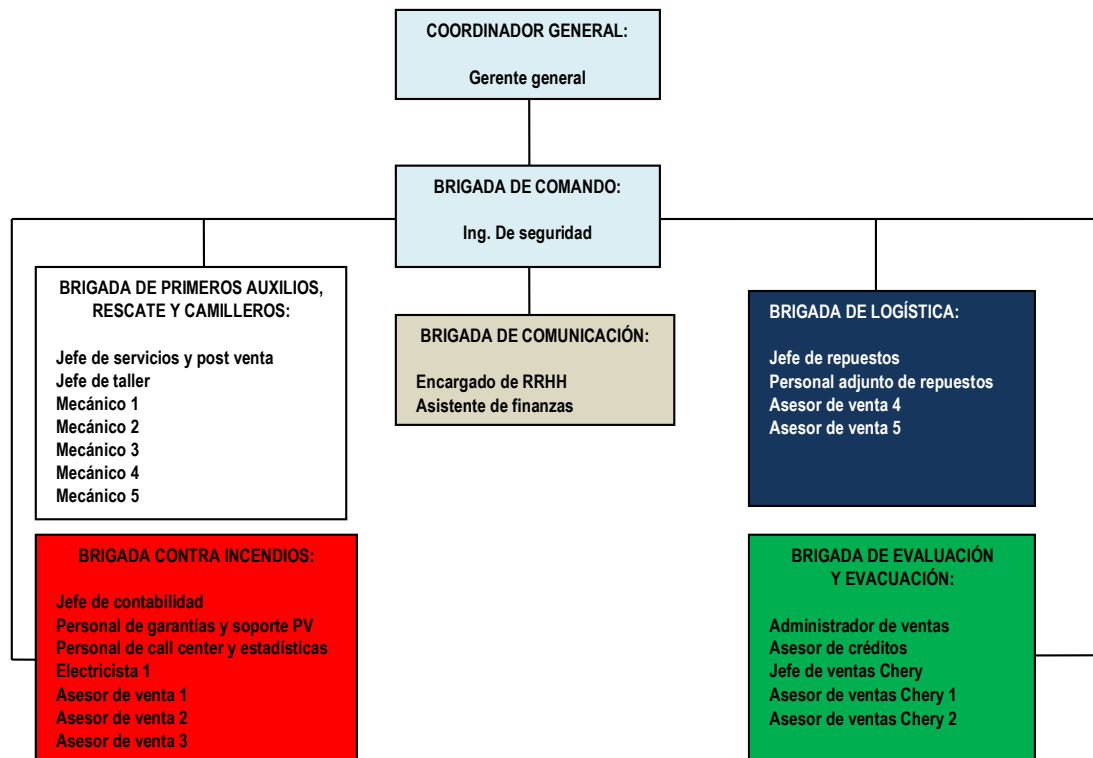 COORDINADOR GENERAL:
Gerente general
BRIGADA DE COMANDO:
Ing. De seguridad
BRIGADA DE PRIMEROS AUXILIOS,
RESCATE Y CAMILLEROS:
Jefe de servicios y post venta
Jefe de taller
Mecánico 1
Mecánico 2
Mecánico 3
Mecánico 4
Mecánico 5
BRIGADA DE COMUNICACIÓN:
Encargado de RRHH
Asistente de finanzas
BRIGADA DE LOGÍSTICA:
Jefe de repuestos
Personal adjunto de repuestos
Asesor de venta 4
Asesor de venta 5
BRIGADA CONTRA INCENDIOS:
Jefe de contabilidad
Personal de garantías y soporte PV
Personal de call center y estadísticas
Electricista 1
Asesor de venta 1
Asesor de venta 2
Asesor de venta 3
BRIGADA DE EVALUACIÓN
Y EVACUACIÓN:
Administrador de ventas
Asesor de créditos
Jefe de ventas Chery
Asesor de ventas Chery 1
Asesor de ventas Chery 2